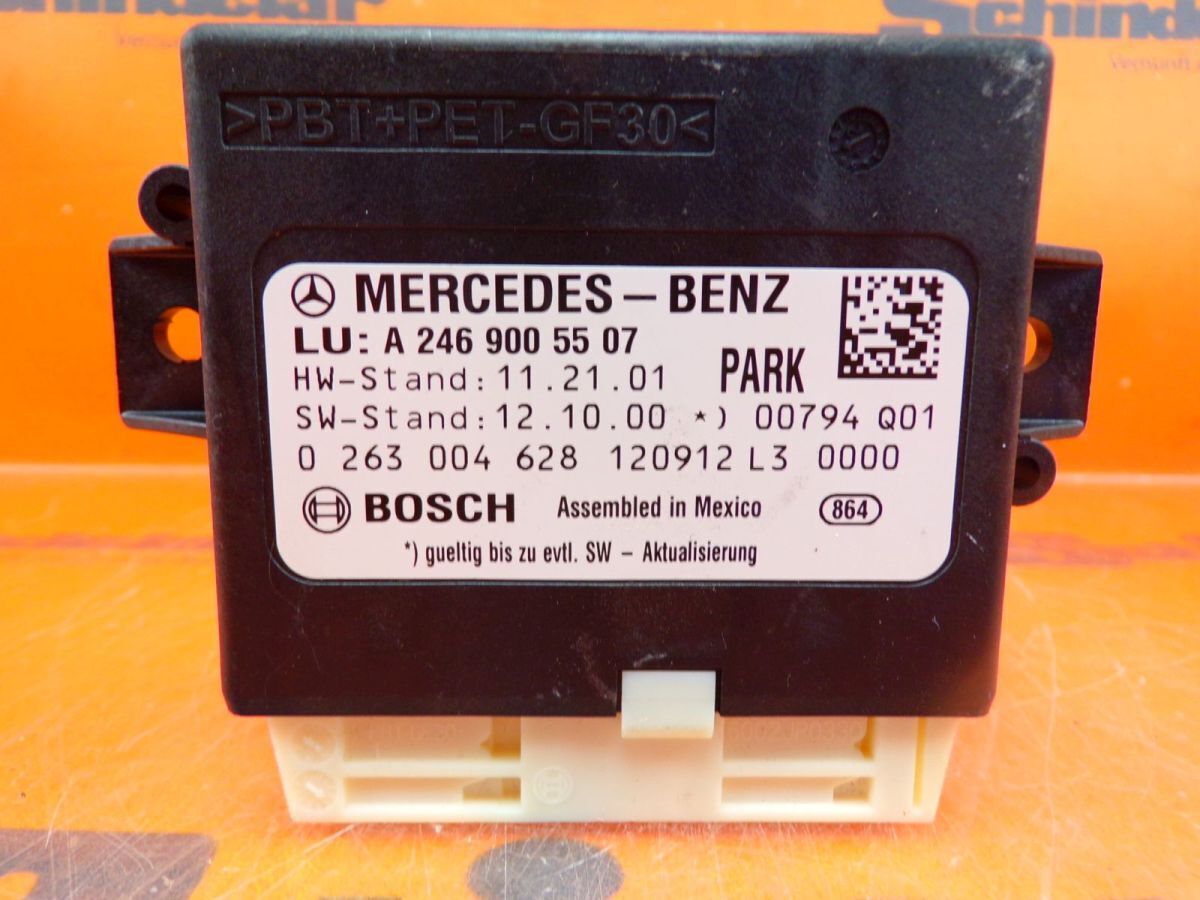 Schindelar
>PBT+PET-GF30<
MERCEDES – BENZ
LU: A 246 900 55 07
PARK
HW–Stand: 11.21.01
SW–Stand: 12.10.00 *) 00794 Q01
0 263 004 628 120912 L3 0000
BOSCH Assembled in Mexico 864
*) gueltig bis zu evtl. SW – Aktualisierung